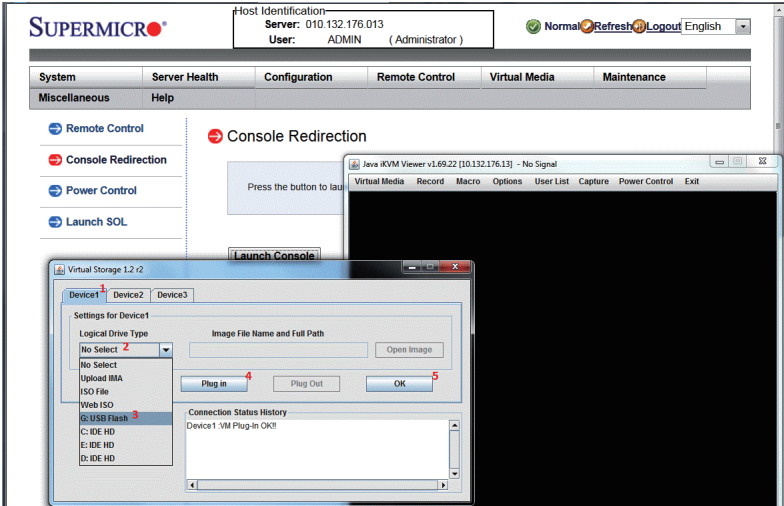 Host Identification
Server: 010.132.176.013
User: ADMIN ( Administrator )
SUPERMICRO
Normal Refresh Logout English
System Server Health Configuration Remote Control Virtual Media Maintenance
Miscellaneous Help
Remote Control
Console Redirection
Power Control
Launch SOL
Console Redirection
Press the button to lau
Launch Console
Java iKVM Viewer v1.69.22 [10.132.176.13] - No Signal
Virtual Media Record Macro Options User List Capture Power Control Exit
Virtual Storage 1.2 r2
Device1 1 Device2 Device3
Settings for Device1
Logical Drive Type Image File Name and Full Path
No Select 2 Open Image
No Select
Upload IMA
ISO File
Web ISO
G: USB Flash 3
C: IDE HD
E: IDE HD
D: IDE HD
Plug in 4 Plug Out OK 5
Connection Status History
Device1 :VM Plug-In OK!!